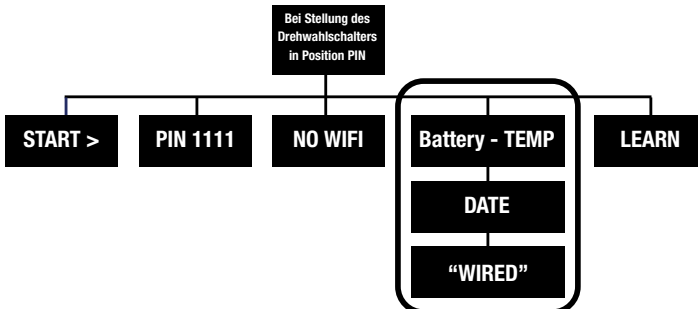 Bei Stellung des
Drehwahlschalters
in Position PIN
START >
PIN 1111
NO WIFI
Battery - TEMP
LEARN
DATE
“WIRED”